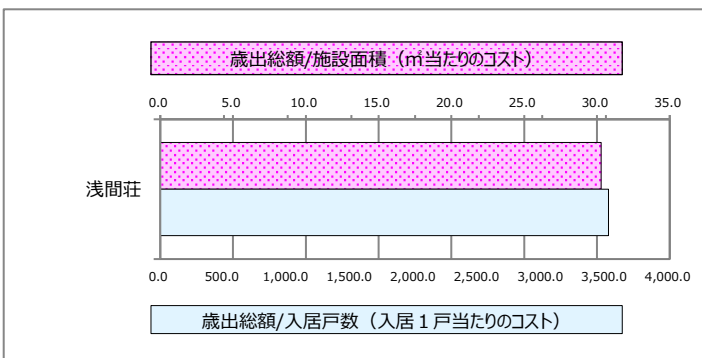 歳出総額/施設面積（㎡当たりのコスト）
0.0 5.0 10.0 15.0 20.0 25.0 30.0 35.0
浅間荘
0.0 500.0 1,000.0 1,500.0 2,000.0 2,500.0 3,000.0 3,500.0 4,000.0
歳出総額/入居戸数（入居１戸当たりのコスト）